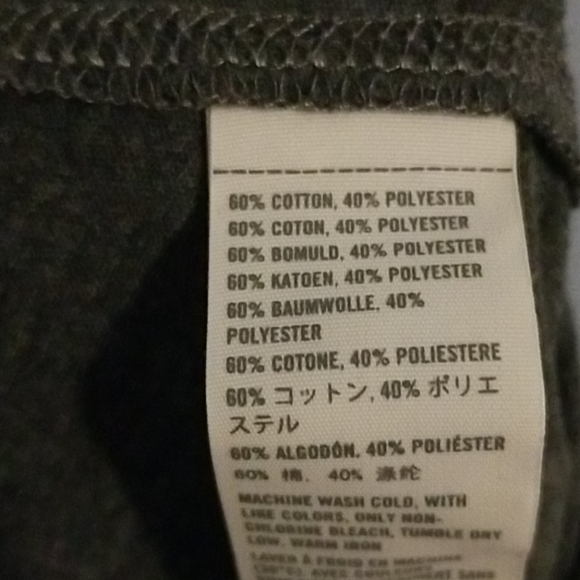 60% COTTON, 40% POLYESTER
60% COTON, 40% POLYESTER
60% BOMULD, 40% POLYESTER
60% KATOEN, 40% POLYESTER
60% BAUMWOLLE, 40%
POLYESTER
60% COTONE, 40% POLIESTERE
60% コットン, 40% ポリエ
ステル
60% ALGODÓN, 40% POLIÉSTER
60% 棉, 40% 涤纶
MACHINE WASH COLD, WITH
LIKE COLORS, ONLY NON-
CHLORINE BLEACH, TUMBLE DRY
LOW, WARM IRON
LAVER À FROID EN MACHINE
(30°C), AVEC COULEURS